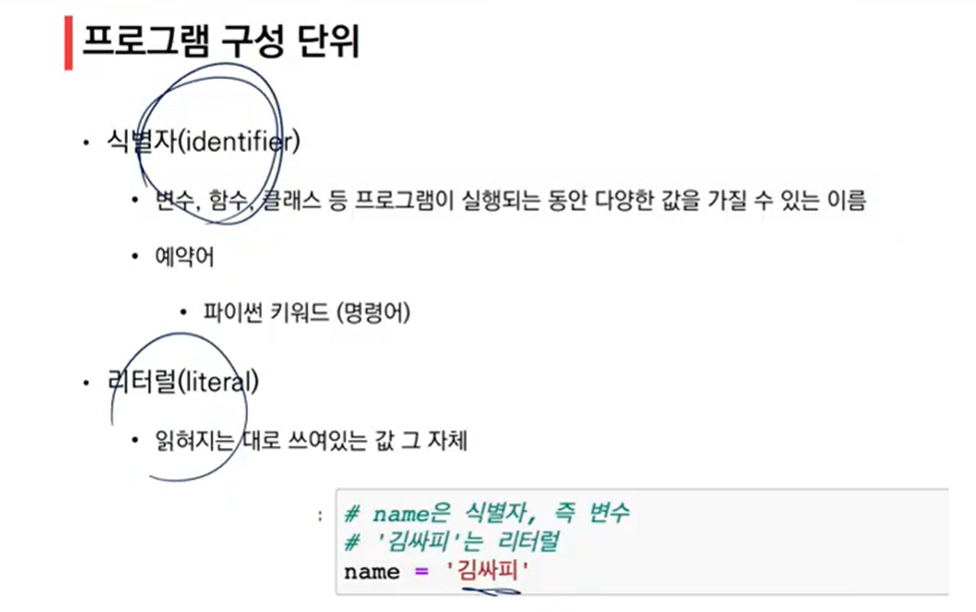 프로그램 구성 단위
• 식별자(identifier)
• 변수, 함수, 클래스 등 프로그램이 실행되는 동안 다양한 값을 가질 수 있는 이름
• 예약어
• 파이썬 키워드 (명령어)
• 리터럴(literal)
• 읽혀지는 대로 쓰여있는 값 그 자체
: # name은 식별자, 즉 변수
# '김싸피'는 리터럴
name = '김싸피'